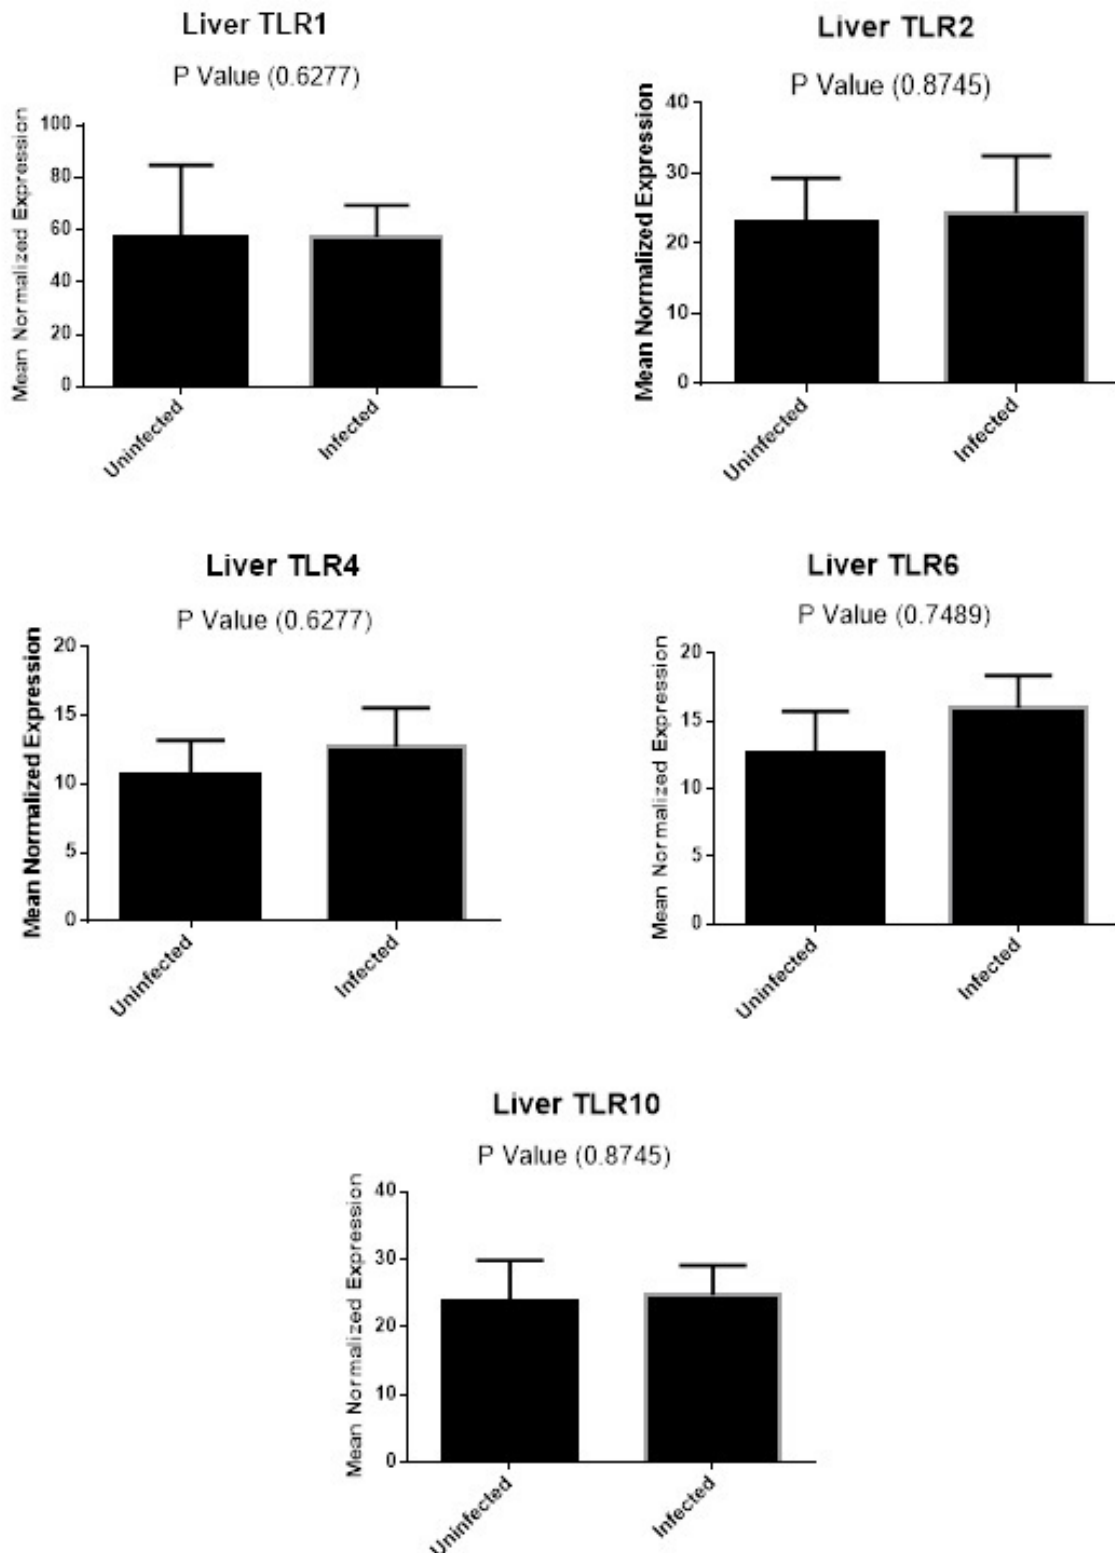 Liver TLR1
P Value (0.6277)
Mean Normalized Expression
100
80
60
40
20
0
Uninfected
Infected
Liver TLR2
P Value (0.8745)
Mean Normalized Expression
40
30
20
10
0
Uninfected
Infected
Liver TLR4
P Value (0.6277)
Mean Normalized Expression
20
15
10
5
0
Uninfected
Infected
Liver TLR6
P Value (0.7489)
Mean Normalized Expression
20
15
10
5
0
Uninfected
Infected
Liver TLR10
P Value (0.8745)
Mean Normalized Expression
40
30
20
10
0
Uninfected
Infected